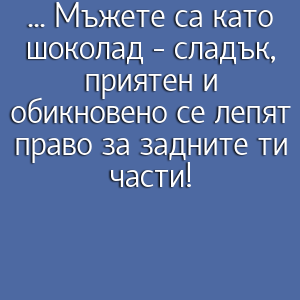 ... Мъжете са като
шоколад - сладък,
приятен и
обикновено се лепят
право за задните ти
части!